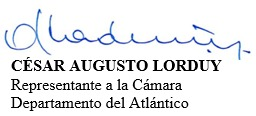 CÉSAR AUGUSTO LORDUY
Representante a la Cámara
Departamento del Atlántico